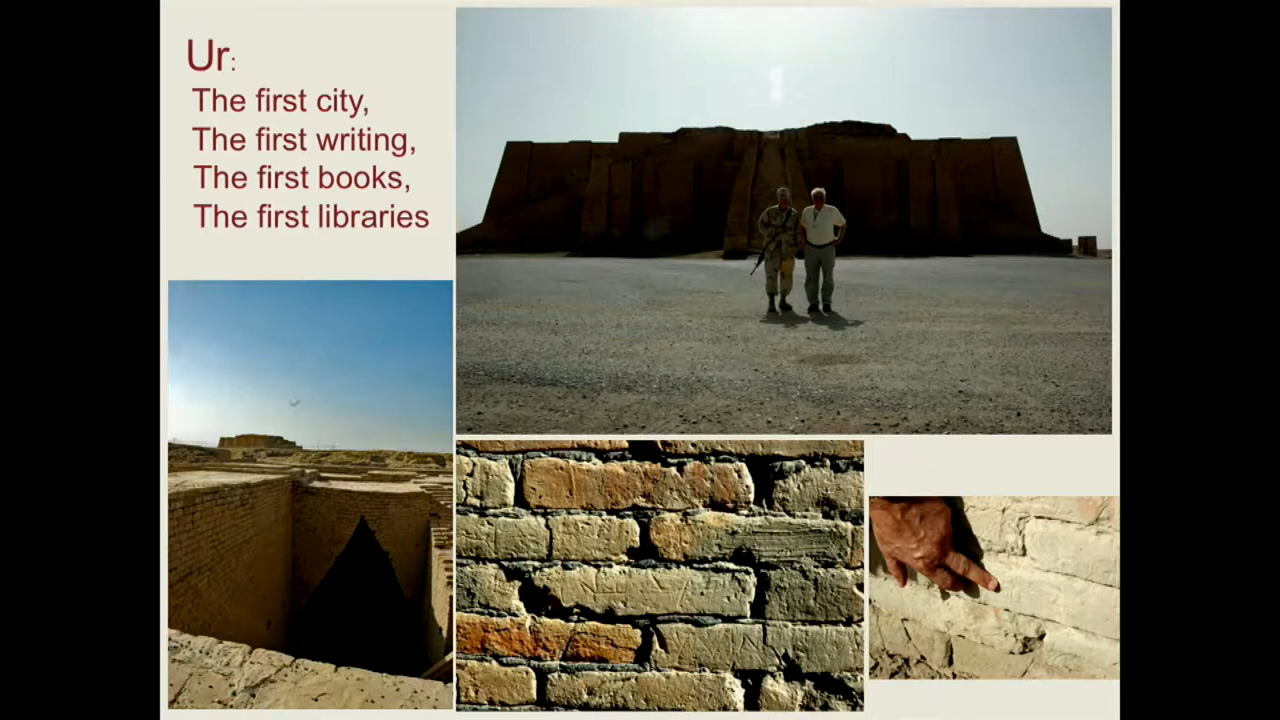 Ur:
The first city,
The first writing,
The first books,
The first libraries